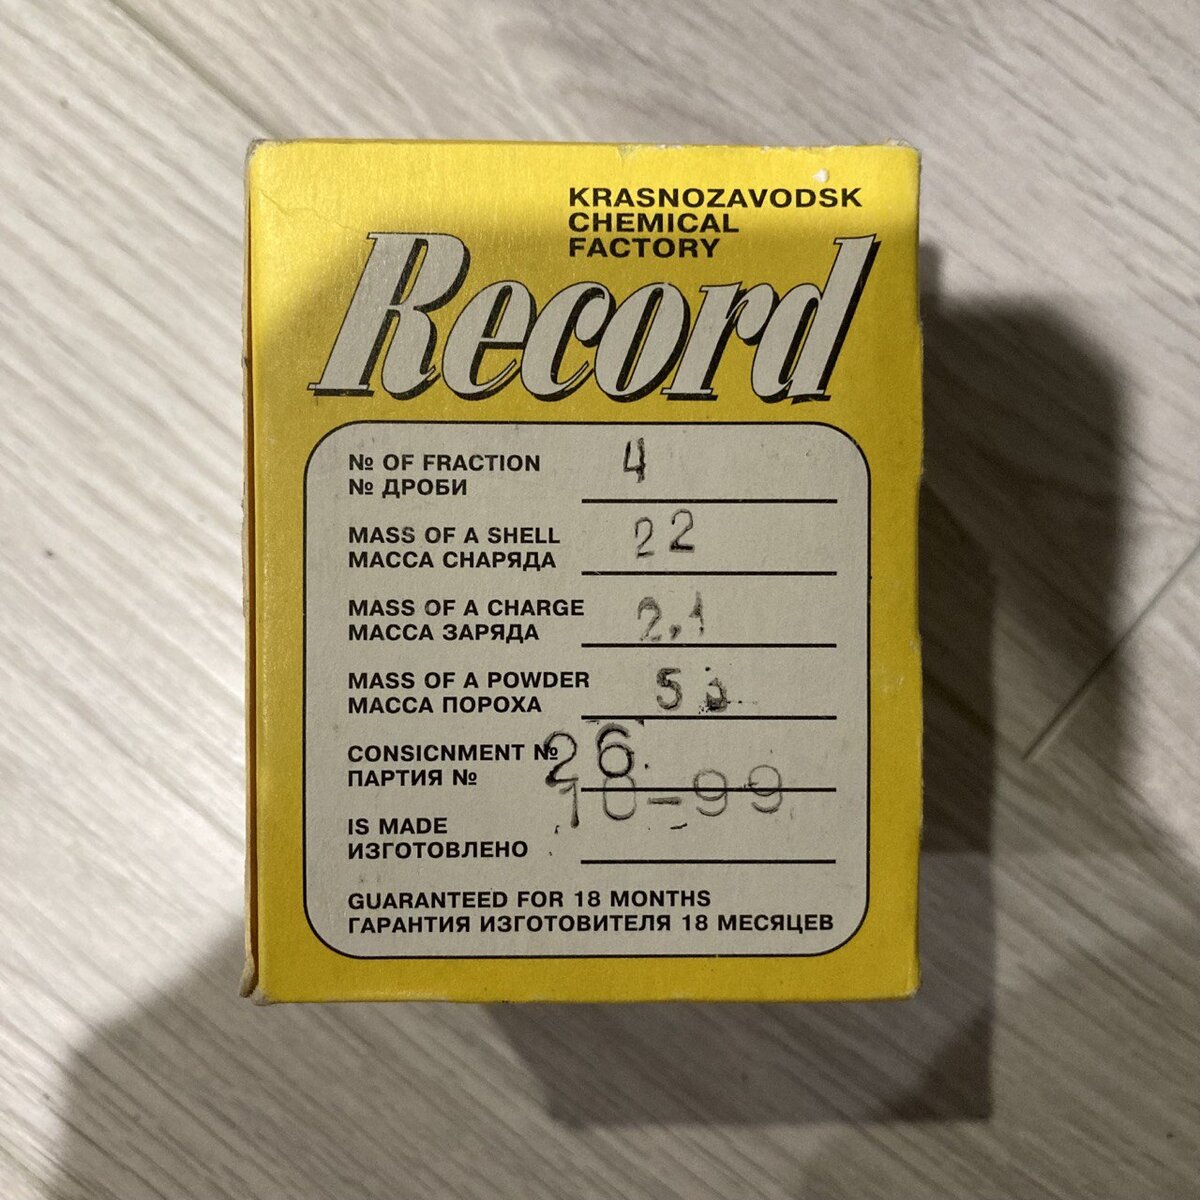 KRASNOZAVODSK
CHEMICAL
FACTORY
Record
№ OF FRACTION 4
№ ДРОБИ
MASS OF A SHELL 22
МАССА СНАРЯДА
MASS OF A CHARGE 2,1
МАССА ЗАРЯДА
MASS OF A POWDER
МАССА ПОРОХА
CONSICNMENT № 26
ПАРТИЯ №
10-99
IS MADE
ИЗГОТОВЛЕНО
GUARANTEED FOR 18 MONTHS
ГАРАНТИЯ ИЗГОТОВИТЕЛЯ 18 МЕСЯЦЕВ